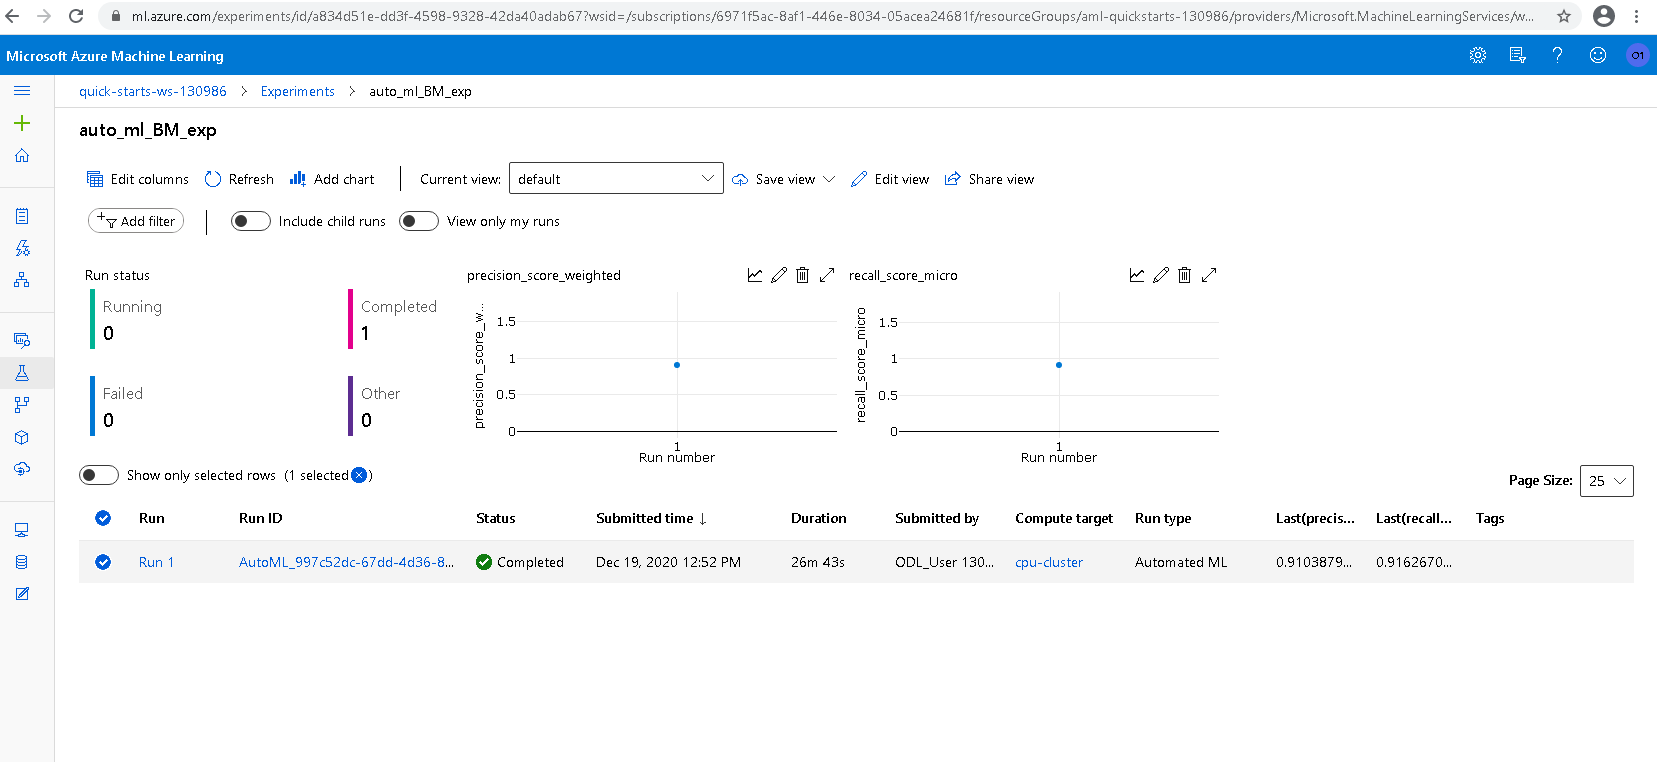 ml.azure.com/experiments/id/a834d51e-dd3f-4598-9328-42da40adab67?wsid=/subscriptions/6971f5ac-8af1-446e-8034-05acea24681f/resourceGroups/aml-quickstarts-130986/providers/Microsoft.MachineLearningServices/w...
Microsoft Azure Machine Learning
O1
quick-starts-ws-130986 > Experiments > auto_ml_BM_exp
auto_ml_BM_exp
Edit columns Refresh Add chart Current view: default Save view Edit view Share view
Add filter Include child runs View only my runs
Run status
Running
0
Completed
1
Failed
0
Other
0
precision_score_weighted
precision_score_w...
1.5
1
0.5
0
1
Run number
recall_score_micro
recall_score_micro
1.5
1
0.5
0
1
Run number
Show only selected rows (1 selected )
Page Size: 25
Run Run ID Status Submitted time ↓ Duration Submitted by Compute target Run type Last(precis... Last(recall... Tags
Run 1 AutoML_997c52dc-67dd-4d36-8... Completed Dec 19, 2020 12:52 PM 26m 43s ODL_User 130... cpu-cluster Automated ML 0.9103879... 0.9162670...